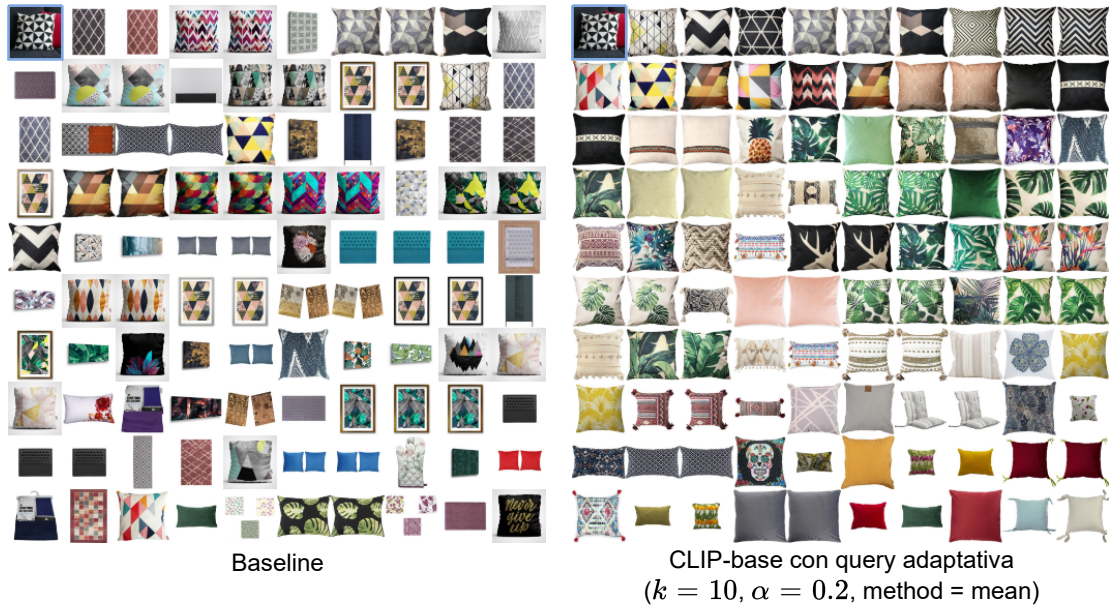 NEVER
GIVE
UP
Baseline
CLIP-base con query adaptativa
(k = 10, α = 0.2, method = mean)